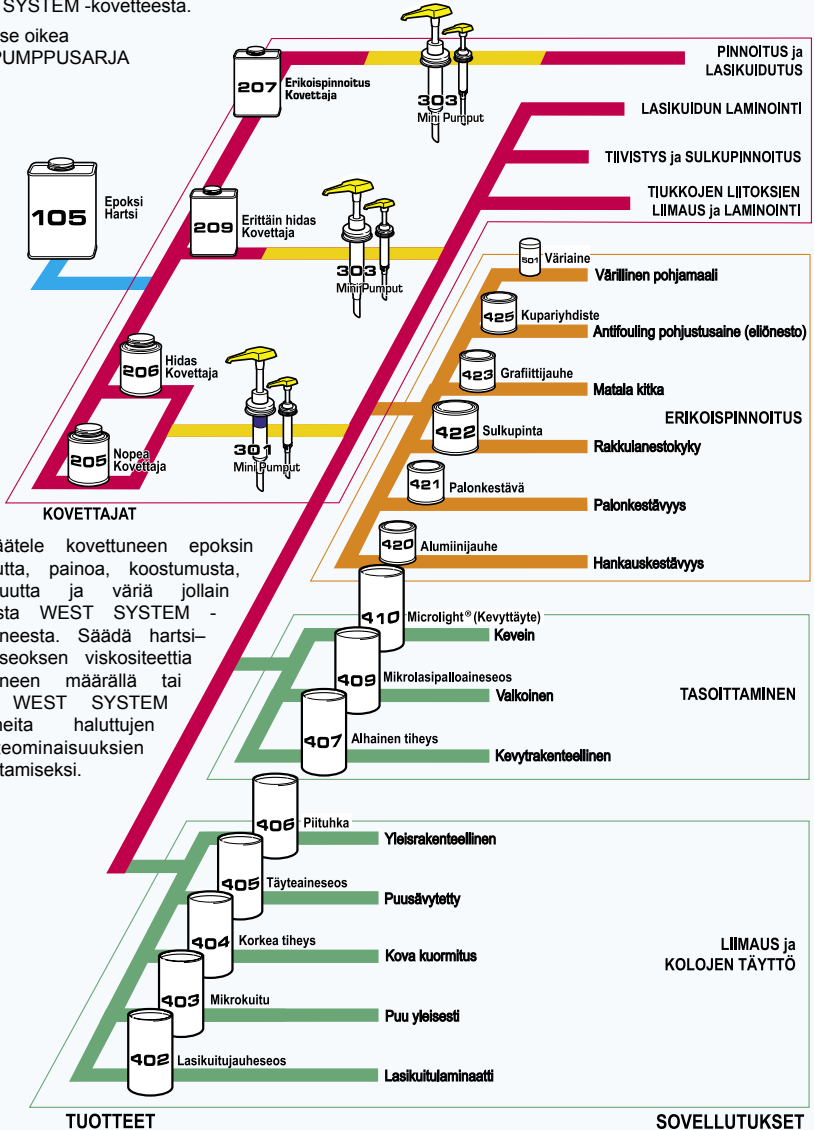 SYSTEM -kovetteesta.
se oikea
PUMPPUSARJA
207
Erikoispinnoitus
Kovettaja
303
Mini Pumput
PINNOITUS ja
LASIKUIDUTUS
LASIKUIDUN LAMINOINTI
TIIVISTYS ja SULKUPINNOITUS
TIUKKOJEN LIITOKSIEN
LIIMAUS ja LAMINOINTI
105
Epoksi
Hartsi
209
Erittäin hidas
Kovettaja
303
Mini Pumput
206
Hidas
Kovettaja
205
Nopea
Kovettaja
301
Mini Pumput
KOVETTAJAT
501
Väriaine
Värillinen pohjamaali
425
Kupariyhdiste
Antifouling pohjustusaine (eliönesto)
423
Grafiittijauhe
Matala kitka
ERIKOISPINNOITUS
422
Sulkupinta
Rakkulanestokyky
421
Palonkestävä
Palonkestävyys
420
Alumiinijauhe
Hankauskestävyys
äätele kovettuneen epoksin
utta, painoa, koostumusta,
uutta ja väriä jollain
sta WEST SYSTEM -
neesta. Säädä hartsi–
seoksen viskositeettia
neen määrällä tai
WEST SYSTEM
neita haluttujen
teominaisuuksien
tamiseksi.
410
Microlight® (Kevyttäyte)
Kevein
409
Mikrolasipalloaineseos
Valkoinen
TASOITTAMINEN
407
Alhainen tiheys
Kevytrakenteellinen
406
Piituhka
Yleisrakenteellinen
405
Täyteaineseos
Puusävytetty
404
Korkea tiheys
Kova kuormitus
LIIMAUS ja
KOLOJEN TÄYTTÖ
403
Mikrokuitu
Puu yleisesti
402
Lasikuitujauheseos
Lasikuitulaminaatti
TUOTTEET
SOVELLUTUKSET